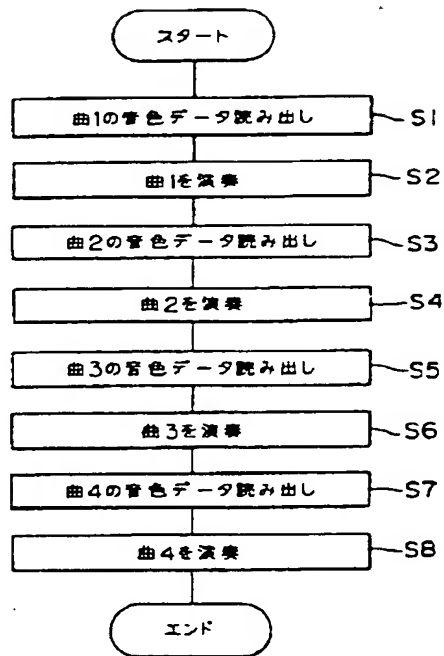 スタート
曲1の音色データ読み出し S1
曲1を演奏 S2
曲2の音色データ読み出し S3
曲2を演奏 S4
曲3の音色データ読み出し S5
曲3を演奏 S6
曲4の音色データ読み出し S7
曲4を演奏 S8
エンド